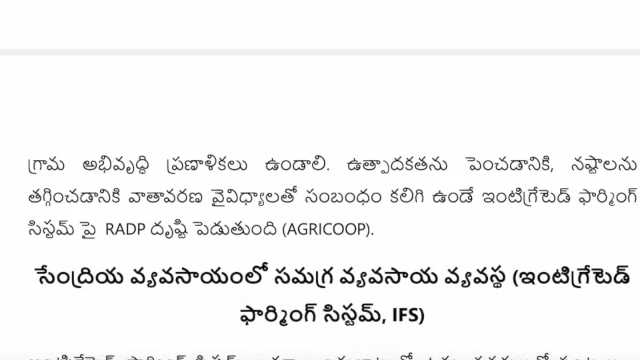 గ్రామ అభివృద్ధి ప్రణాళికలు ఉండాలి. ఉత్పాదకతను పెంచడానికి, నష్టాలను
తగ్గించడానికి వాతావరణ వైవిధ్యాలతో సంబంధం కలిగి ఉండే ఇంటిగ్రేటెడ్ ఫార్మింగ్
సిస్టమ్ పై RADP దృష్టి పెడుతుంది (AGRICOOP).
సేంద్రియ వ్యవసాయంలో సమగ్ర వ్యవసాయ వ్యవస్థ (ఇంటిగ్రేటెడ్
ఫార్మింగ్ సిస్టమ్, IFS)